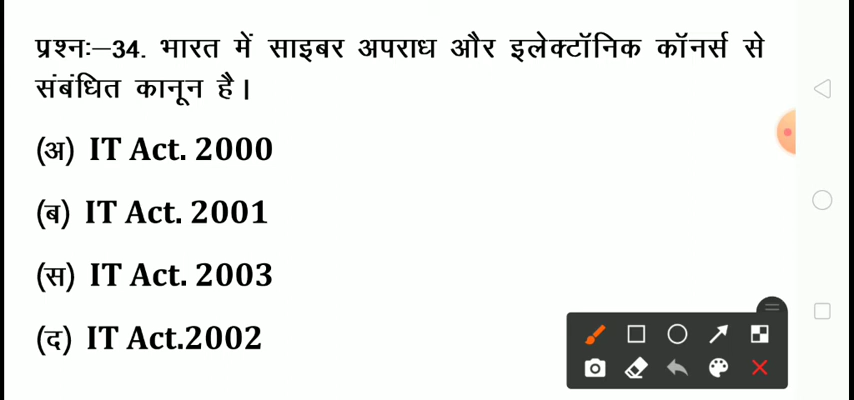 प्रश्नः–34. भारत में साइबर अपराध और इलेक्टॉनिक कॉनर्स से
संबंधित कानून है।
(अ) IT Act. 2000
(ब) IT Act. 2001
(स) IT Act. 2003
(द) IT Act.2002